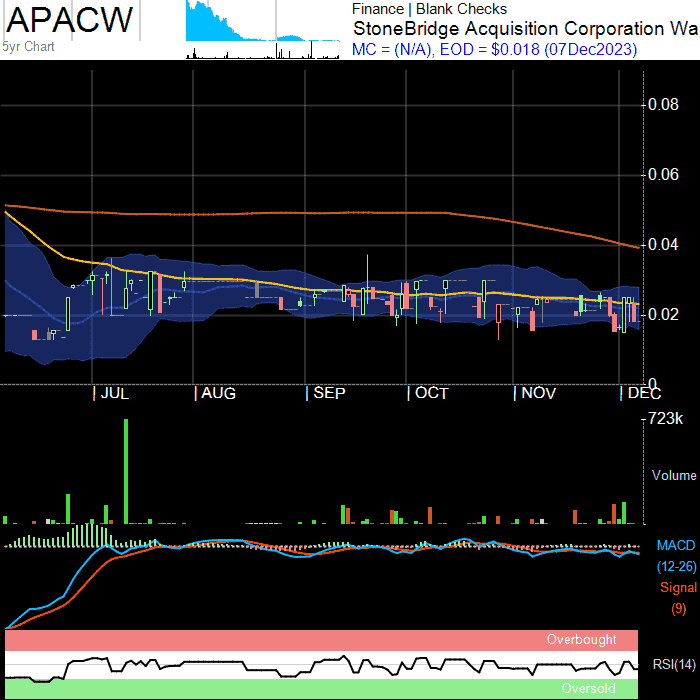 APACW
5yr Chart
Finance | Blank Checks
StoneBridge Acquisition Corporation Wa
MC = (N/A), EOD = $0.018 (07Dec2023)
0.08
0.06
0.04
0.02
0
JUL AUG SEP OCT NOV DEC
723k
Volume
MACD
(12-26)
Signal
(9)
Overbought
RSI(14)
Oversold